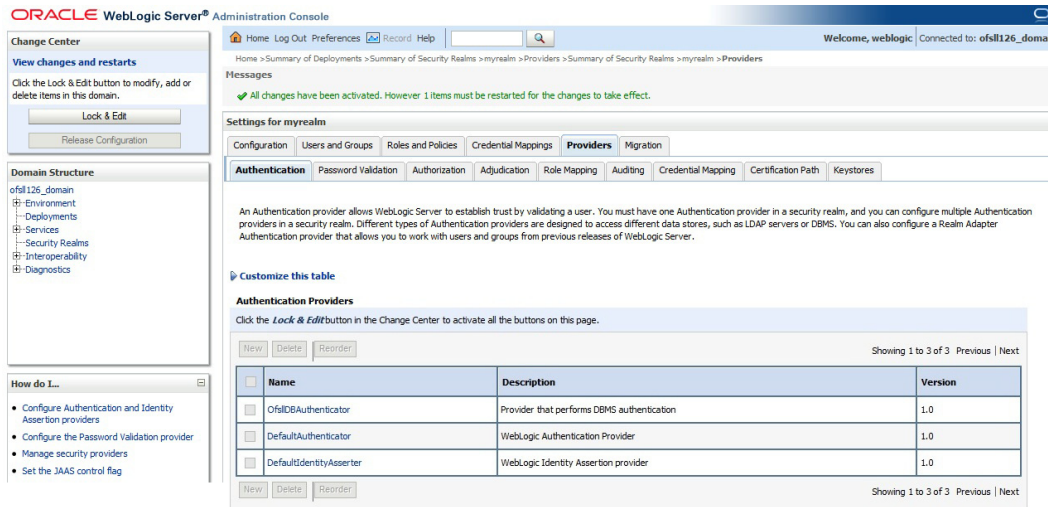 ORACLE WebLogic Server® Administration Console
Change Center
View changes and restarts
Click the Lock & Edit button to modify, add or
delete items in this domain.
Lock & Edit
Release Configuration
Domain Structure
ofsll126_domain
Environment
Deployments
Services
Security Realms
Interoperability
Diagnostics
How do I...
Configure Authentication and Identity
Assertion providers
Configure the Password Validation provider
Manage security providers
Set the JAAS control flag
Home Log Out Preferences Record Help
Welcome, weblogic Connected to: ofsll126_doma
Home >Summary of Deployments >Summary of Security Realms >myrealm >Providers >Summary of Security Realms >myrealm >Providers
Messages
All changes have been activated. However 1 items must be restarted for the changes to take effect.
Settings for myrealm
Configuration Users and Groups Roles and Policies Credential Mappings Providers Migration
Authentication Password Validation Authorization Adjudication Role Mapping Auditing Credential Mapping Certification Path Keystores
An Authentication provider allows WebLogic Server to establish trust by validating a user. You must have one Authentication provider in a security realm, and you can configure multiple Authentication
providers in a security realm. Different types of Authentication providers are designed to access different data stores, such as LDAP servers or DBMS. You can also configure a Realm Adapter
Authentication provider that allows you to work with users and groups from previous releases of WebLogic Server.
Customize this table
Authentication Providers
Click the Lock & Edit button in the Change Center to activate all the buttons on this page.
New Delete Reorder
Showing 1 to 3 of 3 Previous | Next
Name Description Version
OfsllDBAuthenticator Provider that performs DBMS authentication 1.0
DefaultAuthenticator WebLogic Authentication Provider 1.0
DefaultIdentityAsserter WebLogic Identity Assertion provider 1.0
New Delete Reorder
Showing 1 to 3 of 3 Previous | Next